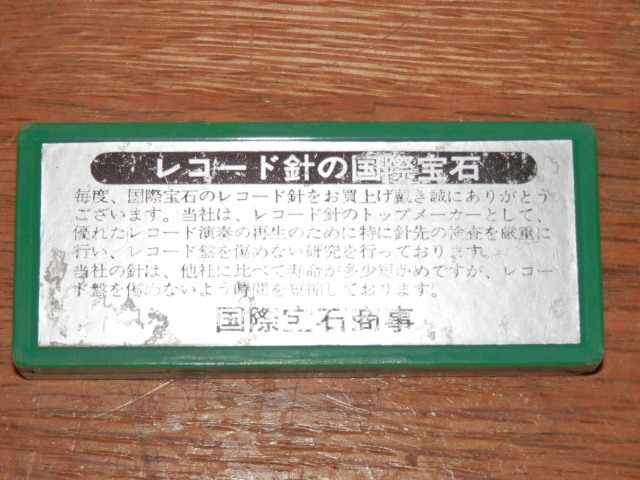 レコード針の国際宝石
毎度、国際宝石のレコード針をお買上げ戴き誠にありがとう
ございます。当社は、レコード針のトップメーカーとして、
優れたレコード演奏の再生のために特に針先の検査を厳重に
行い、レコード盤を傷めない研究を行っております。
当社の針は、他社に比べて寿命が多少短かめですが、レコー
ド盤を傷めないよう時間を短縮しております。
国際宝石商事